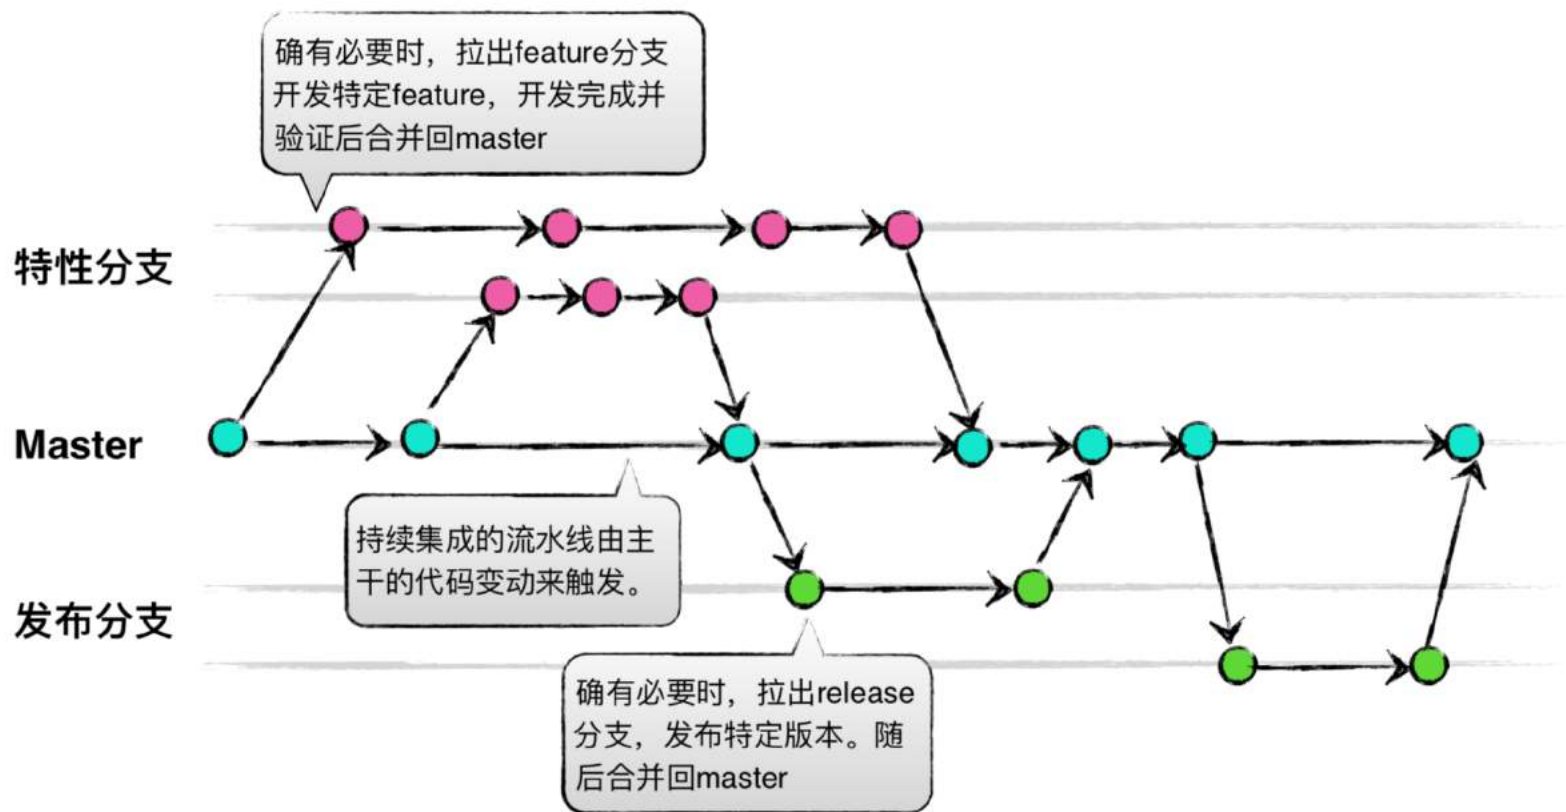 确有必要时，拉出feature分支
开发特定feature，开发完成并
验证后合并回master
特性分支
Master
持续集成的流水线由主
干的代码变动来触发。
发布分支
确有必要时，拉出release
分支，发布特定版本。随
后合并回master